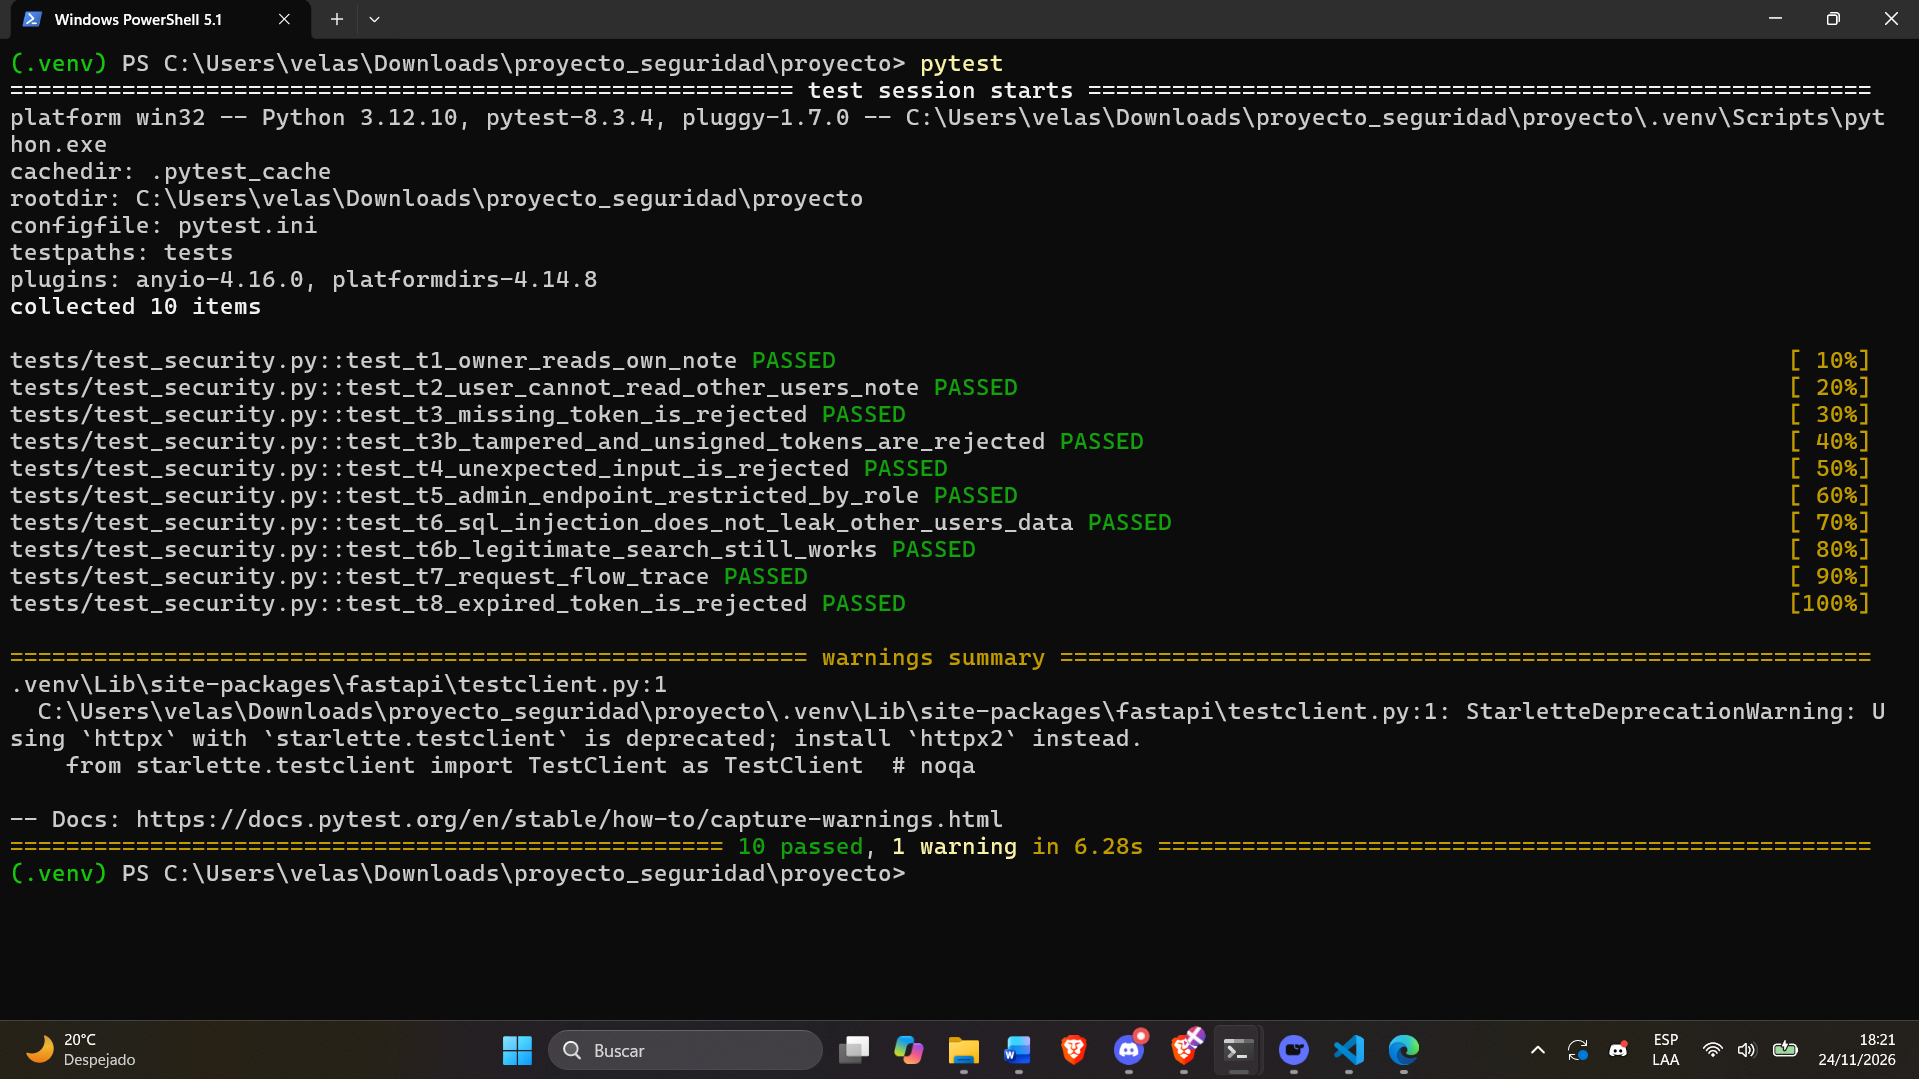 Windows PowerShell 5.1
(.venv) PS C:\Users\velas\Downloads\proyecto_seguridad\proyecto> pytest
======================================================== test session starts ========================================================
platform win32 -- Python 3.12.10, pytest-8.3.4, pluggy-1.7.0 -- C:\Users\velas\Downloads\proyecto_seguridad\proyecto\.venv\Scripts\pyt
hon.exe
cachedir: .pytest_cache
rootdir: C:\Users\velas\Downloads\proyecto_seguridad\proyecto
configfile: pytest.ini
testpaths: tests
plugins: anyio-4.16.0, platformdirs-4.14.8
collected 10 items
tests/test_security.py::test_t1_owner_reads_own_note PASSED [ 10%]
tests/test_security.py::test_t2_user_cannot_read_other_users_note PASSED [ 20%]
tests/test_security.py::test_t3_missing_token_is_rejected PASSED [ 30%]
tests/test_security.py::test_t3b_tampered_and_unsigned_tokens_are_rejected PASSED [ 40%]
tests/test_security.py::test_t4_unexpected_input_is_rejected PASSED [ 50%]
tests/test_security.py::test_t5_admin_endpoint_restricted_by_role PASSED [ 60%]
tests/test_security.py::test_t6_sql_injection_does_not_leak_other_users_data PASSED [ 70%]
tests/test_security.py::test_t6b_legitimate_search_still_works PASSED [ 80%]
tests/test_security.py::test_t7_request_flow_trace PASSED [ 90%]
tests/test_security.py::test_t8_expired_token_is_rejected PASSED [100%]
========================================================= warnings summary ==========================================================
.venv\Lib\site-packages\fastapi\testclient.py:1
  C:\Users\velas\Downloads\proyecto_seguridad\proyecto\.venv\Lib\site-packages\fastapi\testclient.py:1: StarletteDeprecationWarning: U
sing `httpx` with `starlette.testclient` is deprecated; install `httpx2` instead.
    from starlette.testclient import TestClient as TestClient  # noqa
-- Docs: https://docs.pytest.org/en/stable/how-to/capture-warnings.html
=================================================== 10 passed, 1 warning in 6.28s ===================================================
(.venv) PS C:\Users\velas\Downloads\proyecto_seguridad\proyecto>
20°C
Despejado
Buscar
ESP
LAA
18:21
24/11/2026